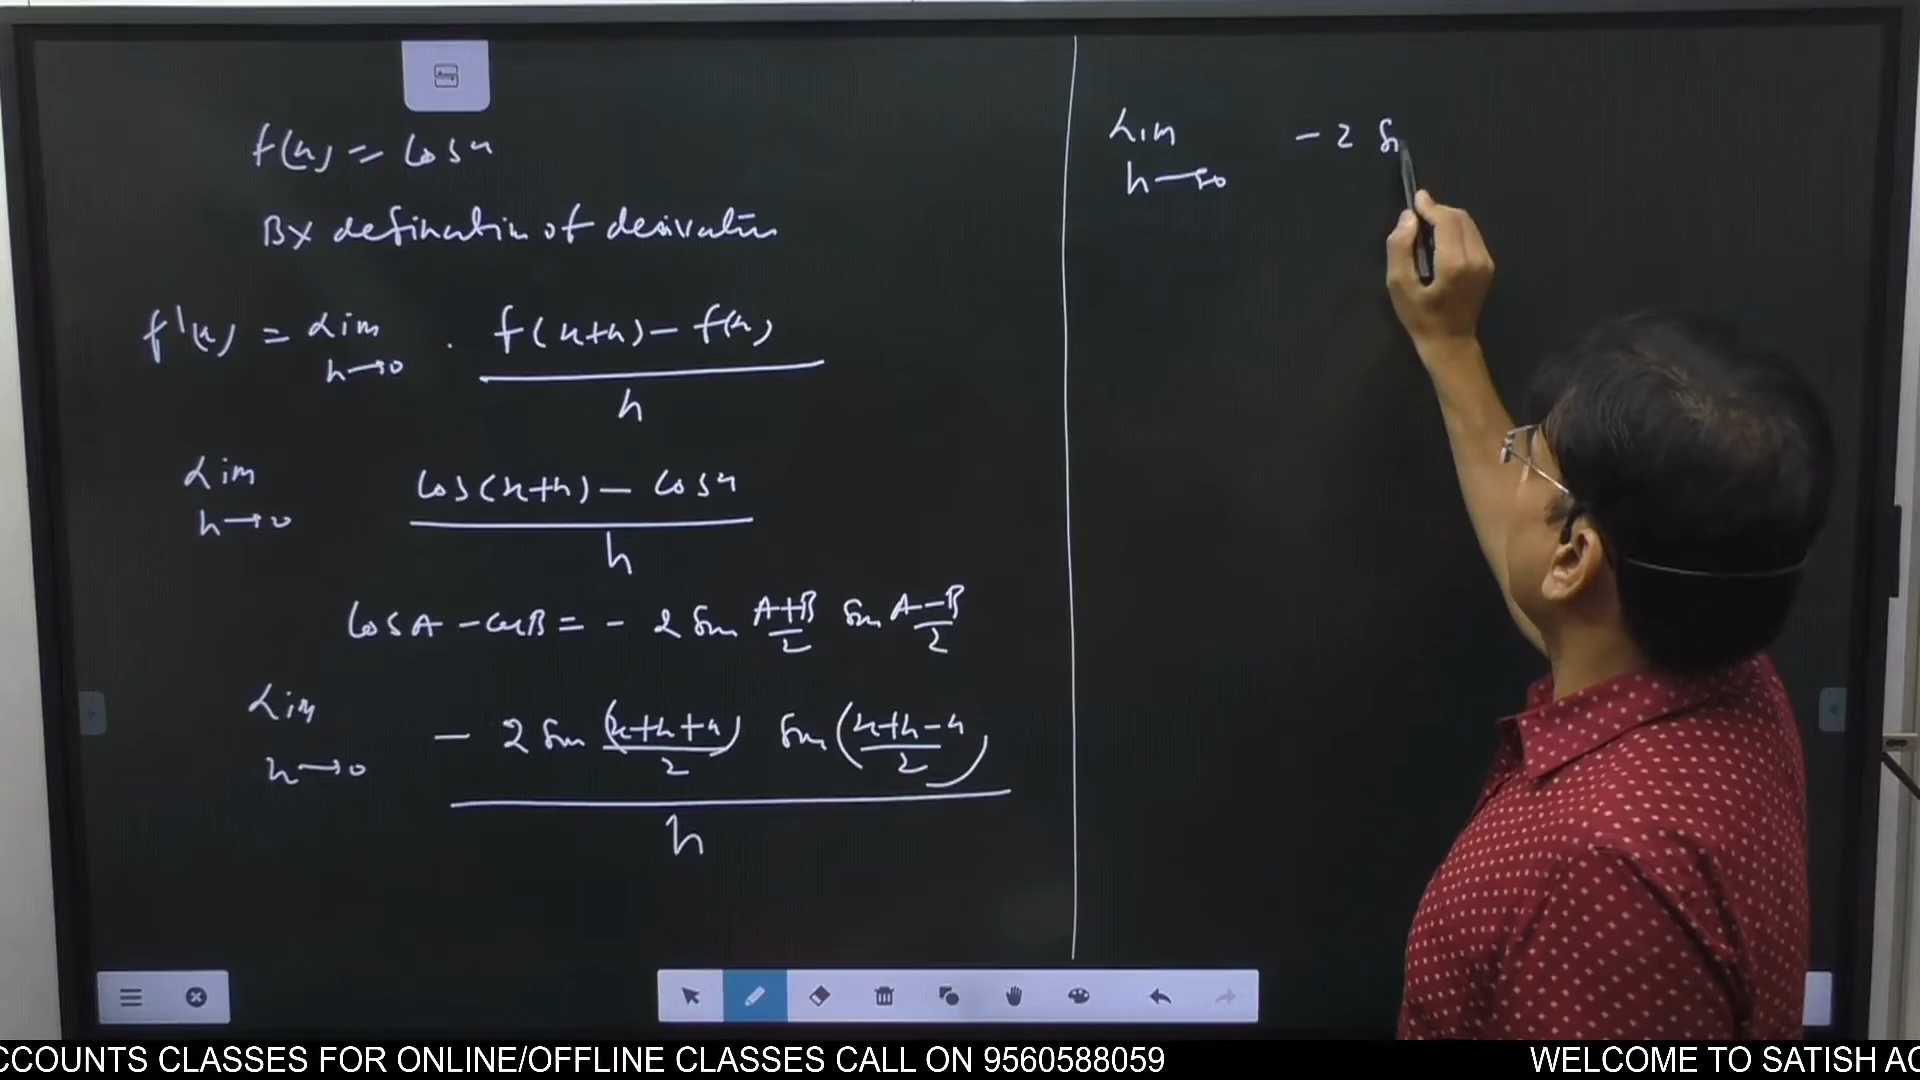 f(x) = cos x
By defination of derivative
f'(x) = Lim h→0 . f(x+h) - f(x) / h
Lim h→0 cos(x+h) - cos x / h
cos A - cos B = - 2 sin A+B/2 sin A-B/2
Lim h→0 - 2 sin (x+h+x)/2 sin (x+h-x/2) / h
Lim h→0 - 2 S
CCOUNTS CLASSES FOR ONLINE/OFFLINE CLASSES CALL ON 9560588059
WELCOME TO SATISH AC